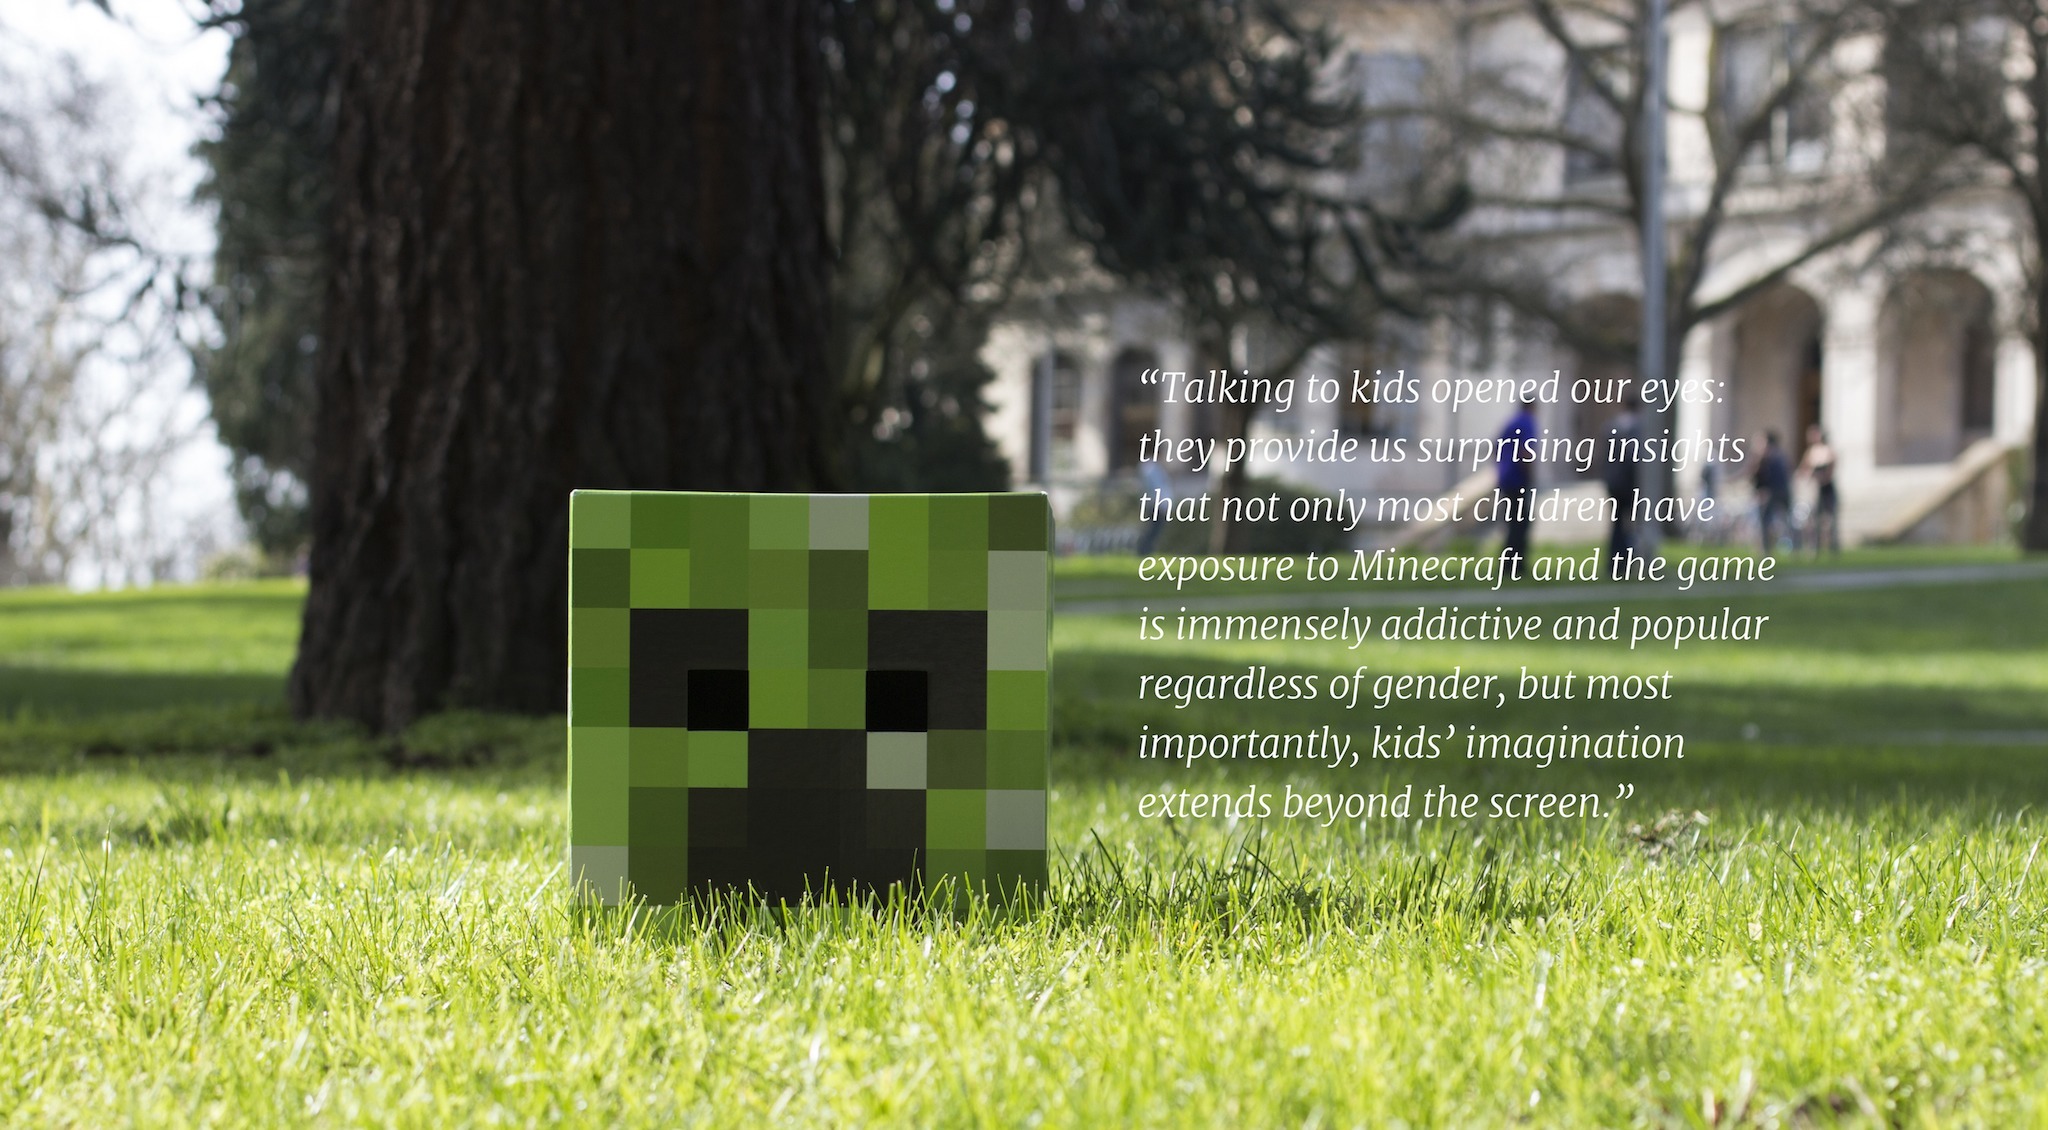 “Talking to kids opened our eyes:
they provide us surprising insights
that not only most children have
exposure to Minecraft and the game
is immensely addictive and popular
regardless of gender, but most
importantly, kids’ imagination
extends beyond the screen.”